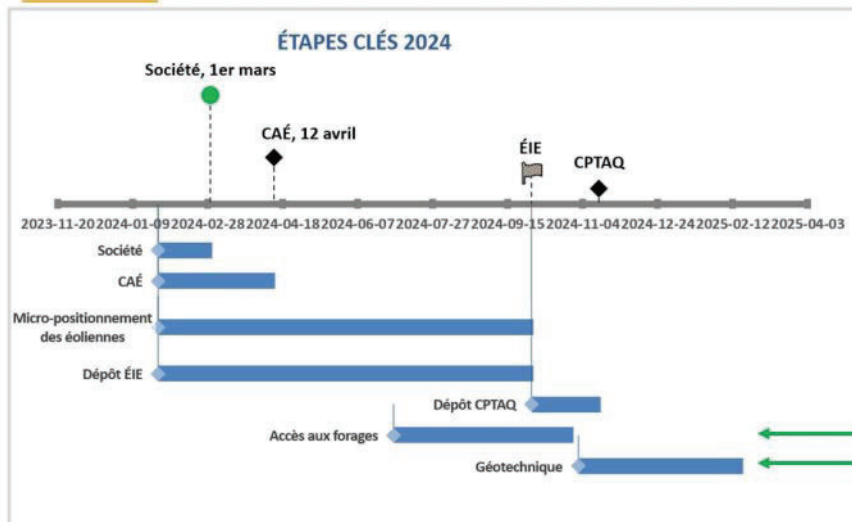 ÉTAPES CLÉS 2024
Société, 1er mars
CAÉ, 12 avril
ÉIE
CPTAQ
2023-11-20 2024-01-09 2024-02-28 2024-04-18 2024-06-07 2024-07-27 2024-09-15 2024-11-04 2024-12-24 2025-02-12 2025-04-03
Société
CAÉ
Micro-positionnement
des éoliennes
Dépôt ÉIE
Dépôt CPTAQ
Accès aux forages
Géotechnique